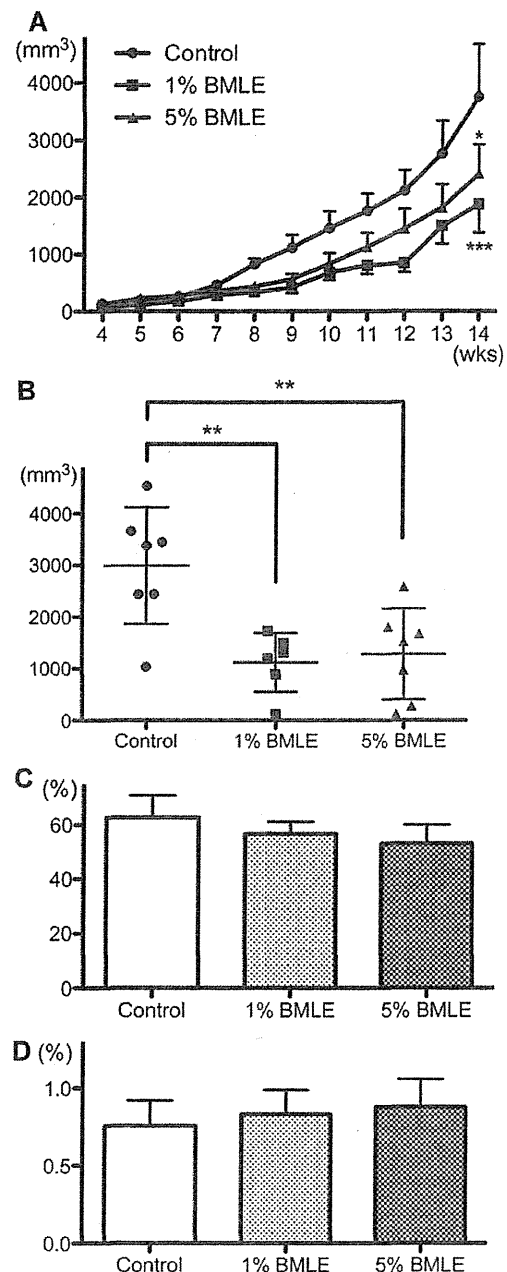 A
(mm³)
Control
1% BMLE
5% BMLE
4000
3000
2000
1000
0
*
***
4 5 6 7 8 9 10 11 12 13 14
(wks)
B
**
**
(mm³)
4000
3000
2000
1000
0
Control 1% BMLE 5% BMLE
C (%)
60
40
20
0
Control 1% BMLE 5% BMLE
D (%)
1.0
0.5
0.0
Control 1% BMLE 5% BMLE